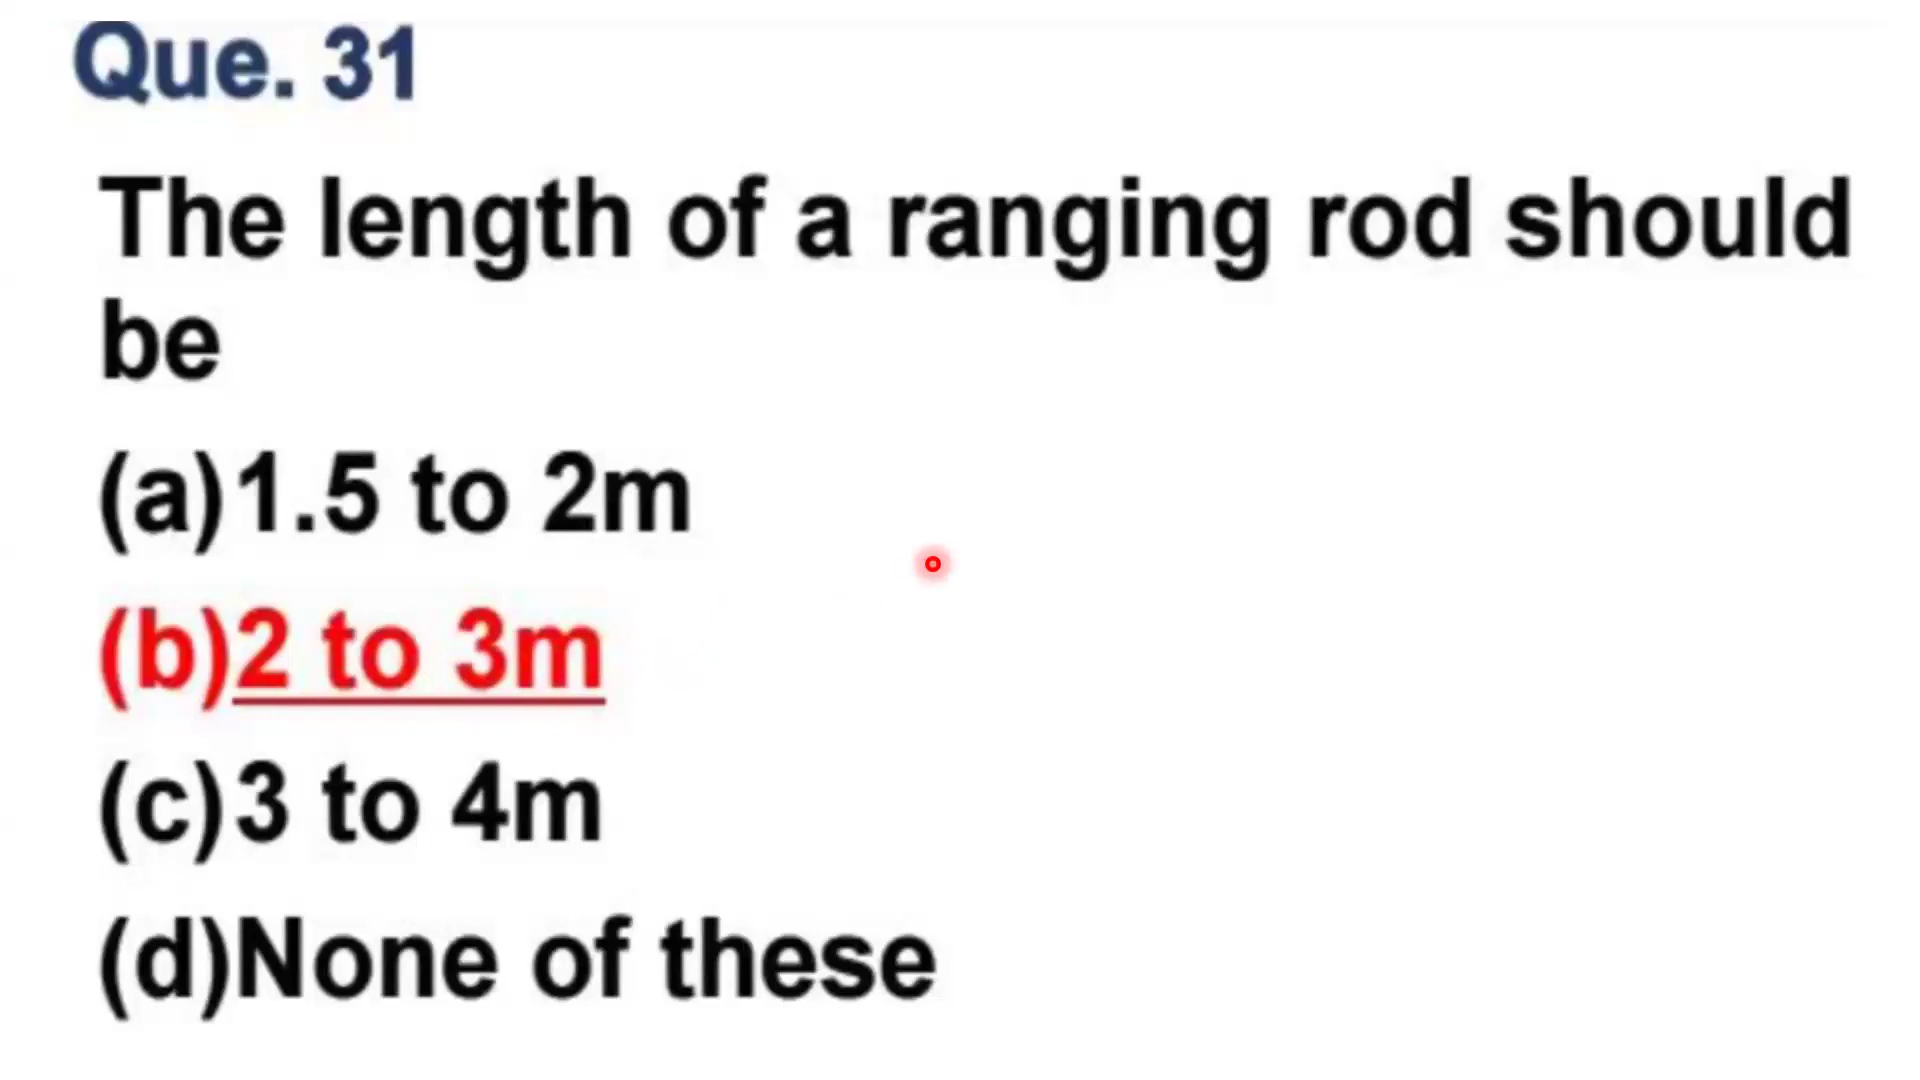 Que. 31
The length of a ranging rod should
be
(a)1.5 to 2m
(b)2 to 3m
(c)3 to 4m
(d)None of these